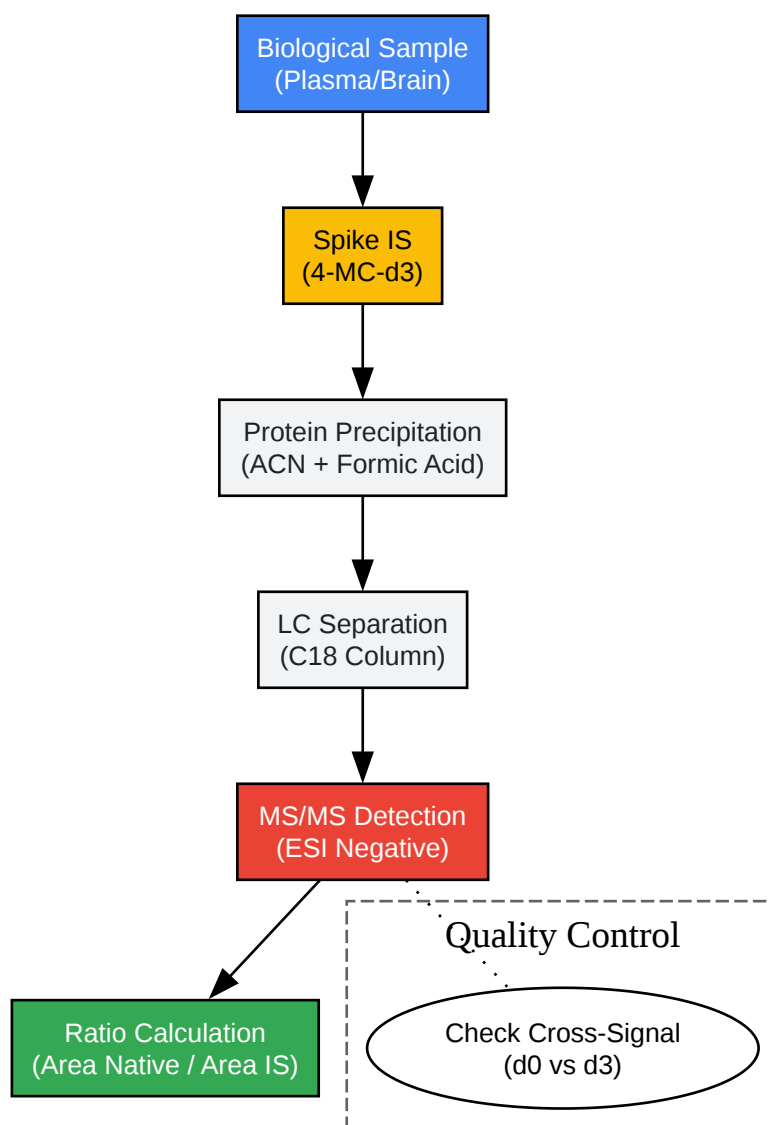 Biological Sample
(Plasma/Brain)
Spike IS
(4-MC-d3)
Protein Precipitation
(ACN + Formic Acid)
LC Separation
(C18 Column)
MS/MS Detection
(ESI Negative)
Quality Control
Ratio Calculation
(Area Native / Area IS)
Check Cross-Signal
(d0 vs d3)